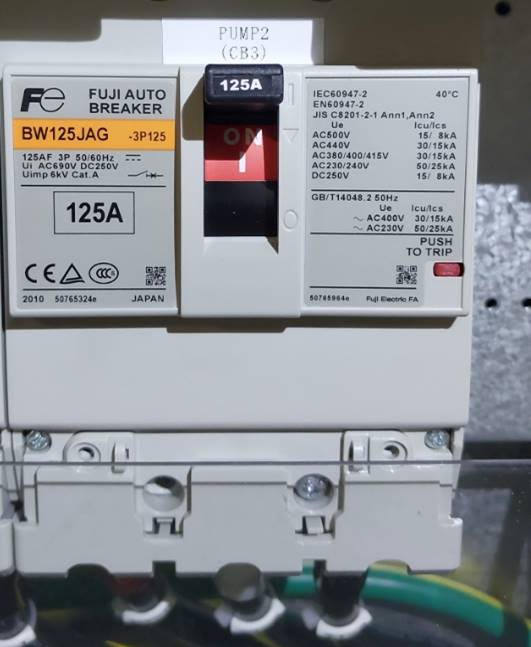 PUMP2
(CB3)
125A
ON
I
O
Fe FUJI AUTO
BREAKER
BW125JAG -3P125
125AF 3P 50/60Hz
Ui AC690V DC250V
Uimp 6kV Cat.A
125A
CE CCC
2010 50765324e JAPAN
IEC60947-2 40°C
EN60947-2
JIS C8201-2-1 Ann1,Ann2
Ue Icu/Ics
AC500V 15/ 8kA
AC440V 30/15kA
AC380/400/415V 30/15kA
AC230/240V 50/25kA
DC250V 15/ 8kA
GB/T14048.2 50Hz
Ue Icu/Ics
~ AC400V 30/15kA
~ AC230V 50/25kA
PUSH
TO TRIP
50765964e Fuji Electric FA